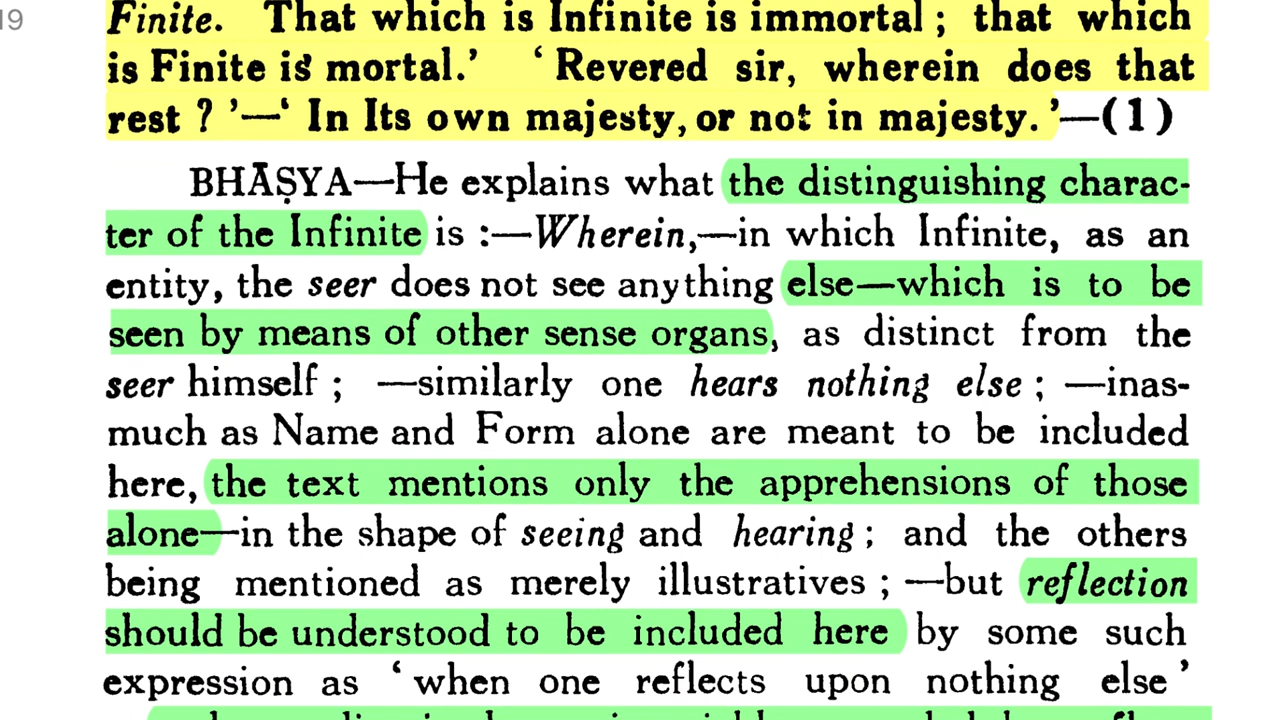 19
Finite. That which is Infinite is immortal ; that which
is Finite is mortal.’ ‘ Revered sir, wherein does that
rest ? ’—‘ In Its own majesty, or not in majesty. ’—(1)
BHĀṢYA—He explains what the distinguishing charac-
ter of the Infinite is :—Wherein,—in which Infinite, as an
entity, the seer does not see anything else—which is to be
seen by means of other sense organs, as distinct from the
seer himself ; —similarly one hears nothing else ; —inas-
much as Name and Form alone are meant to be included
here, the text mentions only the apprehensions of those
alone—in the shape of seeing and hearing ; and the others
being mentioned as merely illustratives ; —but reflection
should be understood to be included here by some such
expression as ‘ when one reflects upon nothing else ’